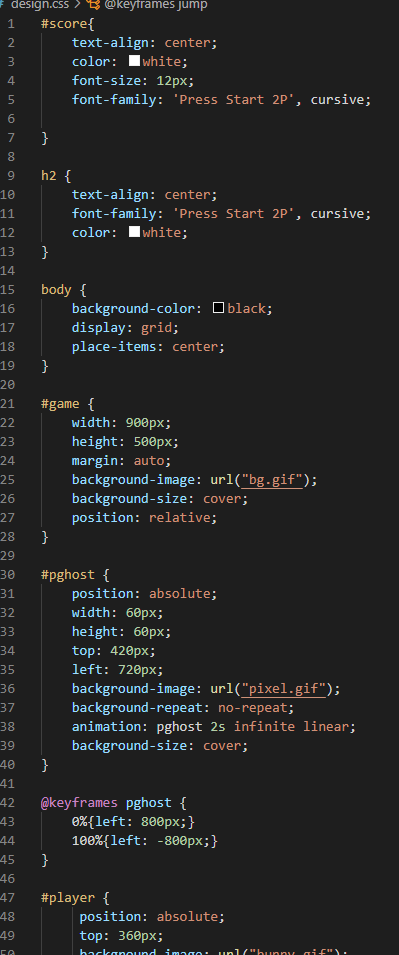 design.css > @keyframes jump
1 #score{
2 text-align: center;
3 color: white;
4 font-size: 12px;
5 font-family: 'Press Start 2P', cursive;
6
7 }
8
9 h2 {
10 text-align: center;
11 font-family: 'Press Start 2P', cursive;
12 color: white;
13 }
14
15 body {
16 background-color: black;
17 display: grid;
18 place-items: center;
19 }
20
21 #game {
22 width: 900px;
23 height: 500px;
24 margin: auto;
25 background-image: url("bg.gif");
26 background-size: cover;
27 position: relative;
28 }
29
30 #pghost {
31 position: absolute;
32 width: 60px;
33 height: 60px;
34 top: 420px;
35 left: 720px;
36 background-image: url("pixel.gif");
37 background-repeat: no-repeat;
38 animation: pghost 2s infinite linear;
39 background-size: cover;
40 }
41
42 @keyframes pghost {
43 0%{left: 800px;}
44 100%{left: -800px;}
45 }
46
47 #player {
48 position: absolute;
49 top: 360px;
50 background-image: url("bunny.gif");